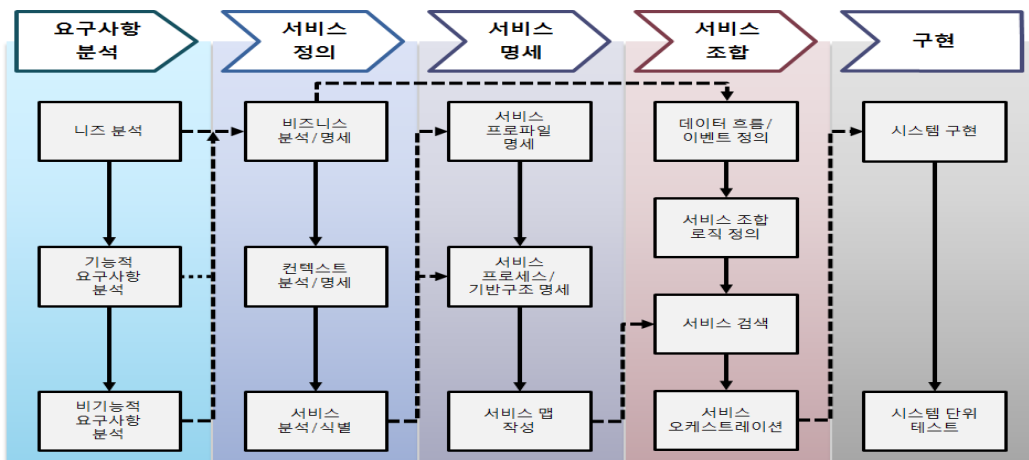 요구사항
분석
서비스
정의
서비스
명세
서비스
조합
구현
니즈 분석
기능적
요구사항
분석
비기능적
요구사항
분석
비즈니스
분석/명세
컨텍스트
분석/명세
서비스
분석/식별
서비스
프로파일
명세
서비스
프로세스/
기반구조 명세
서비스 맵
작성
데이터 흐름/
이벤트 정의
서비스 조합
로직 정의
서비스 검색
서비스
오케스트레이션
시스템 구현
시스템 단위
테스트